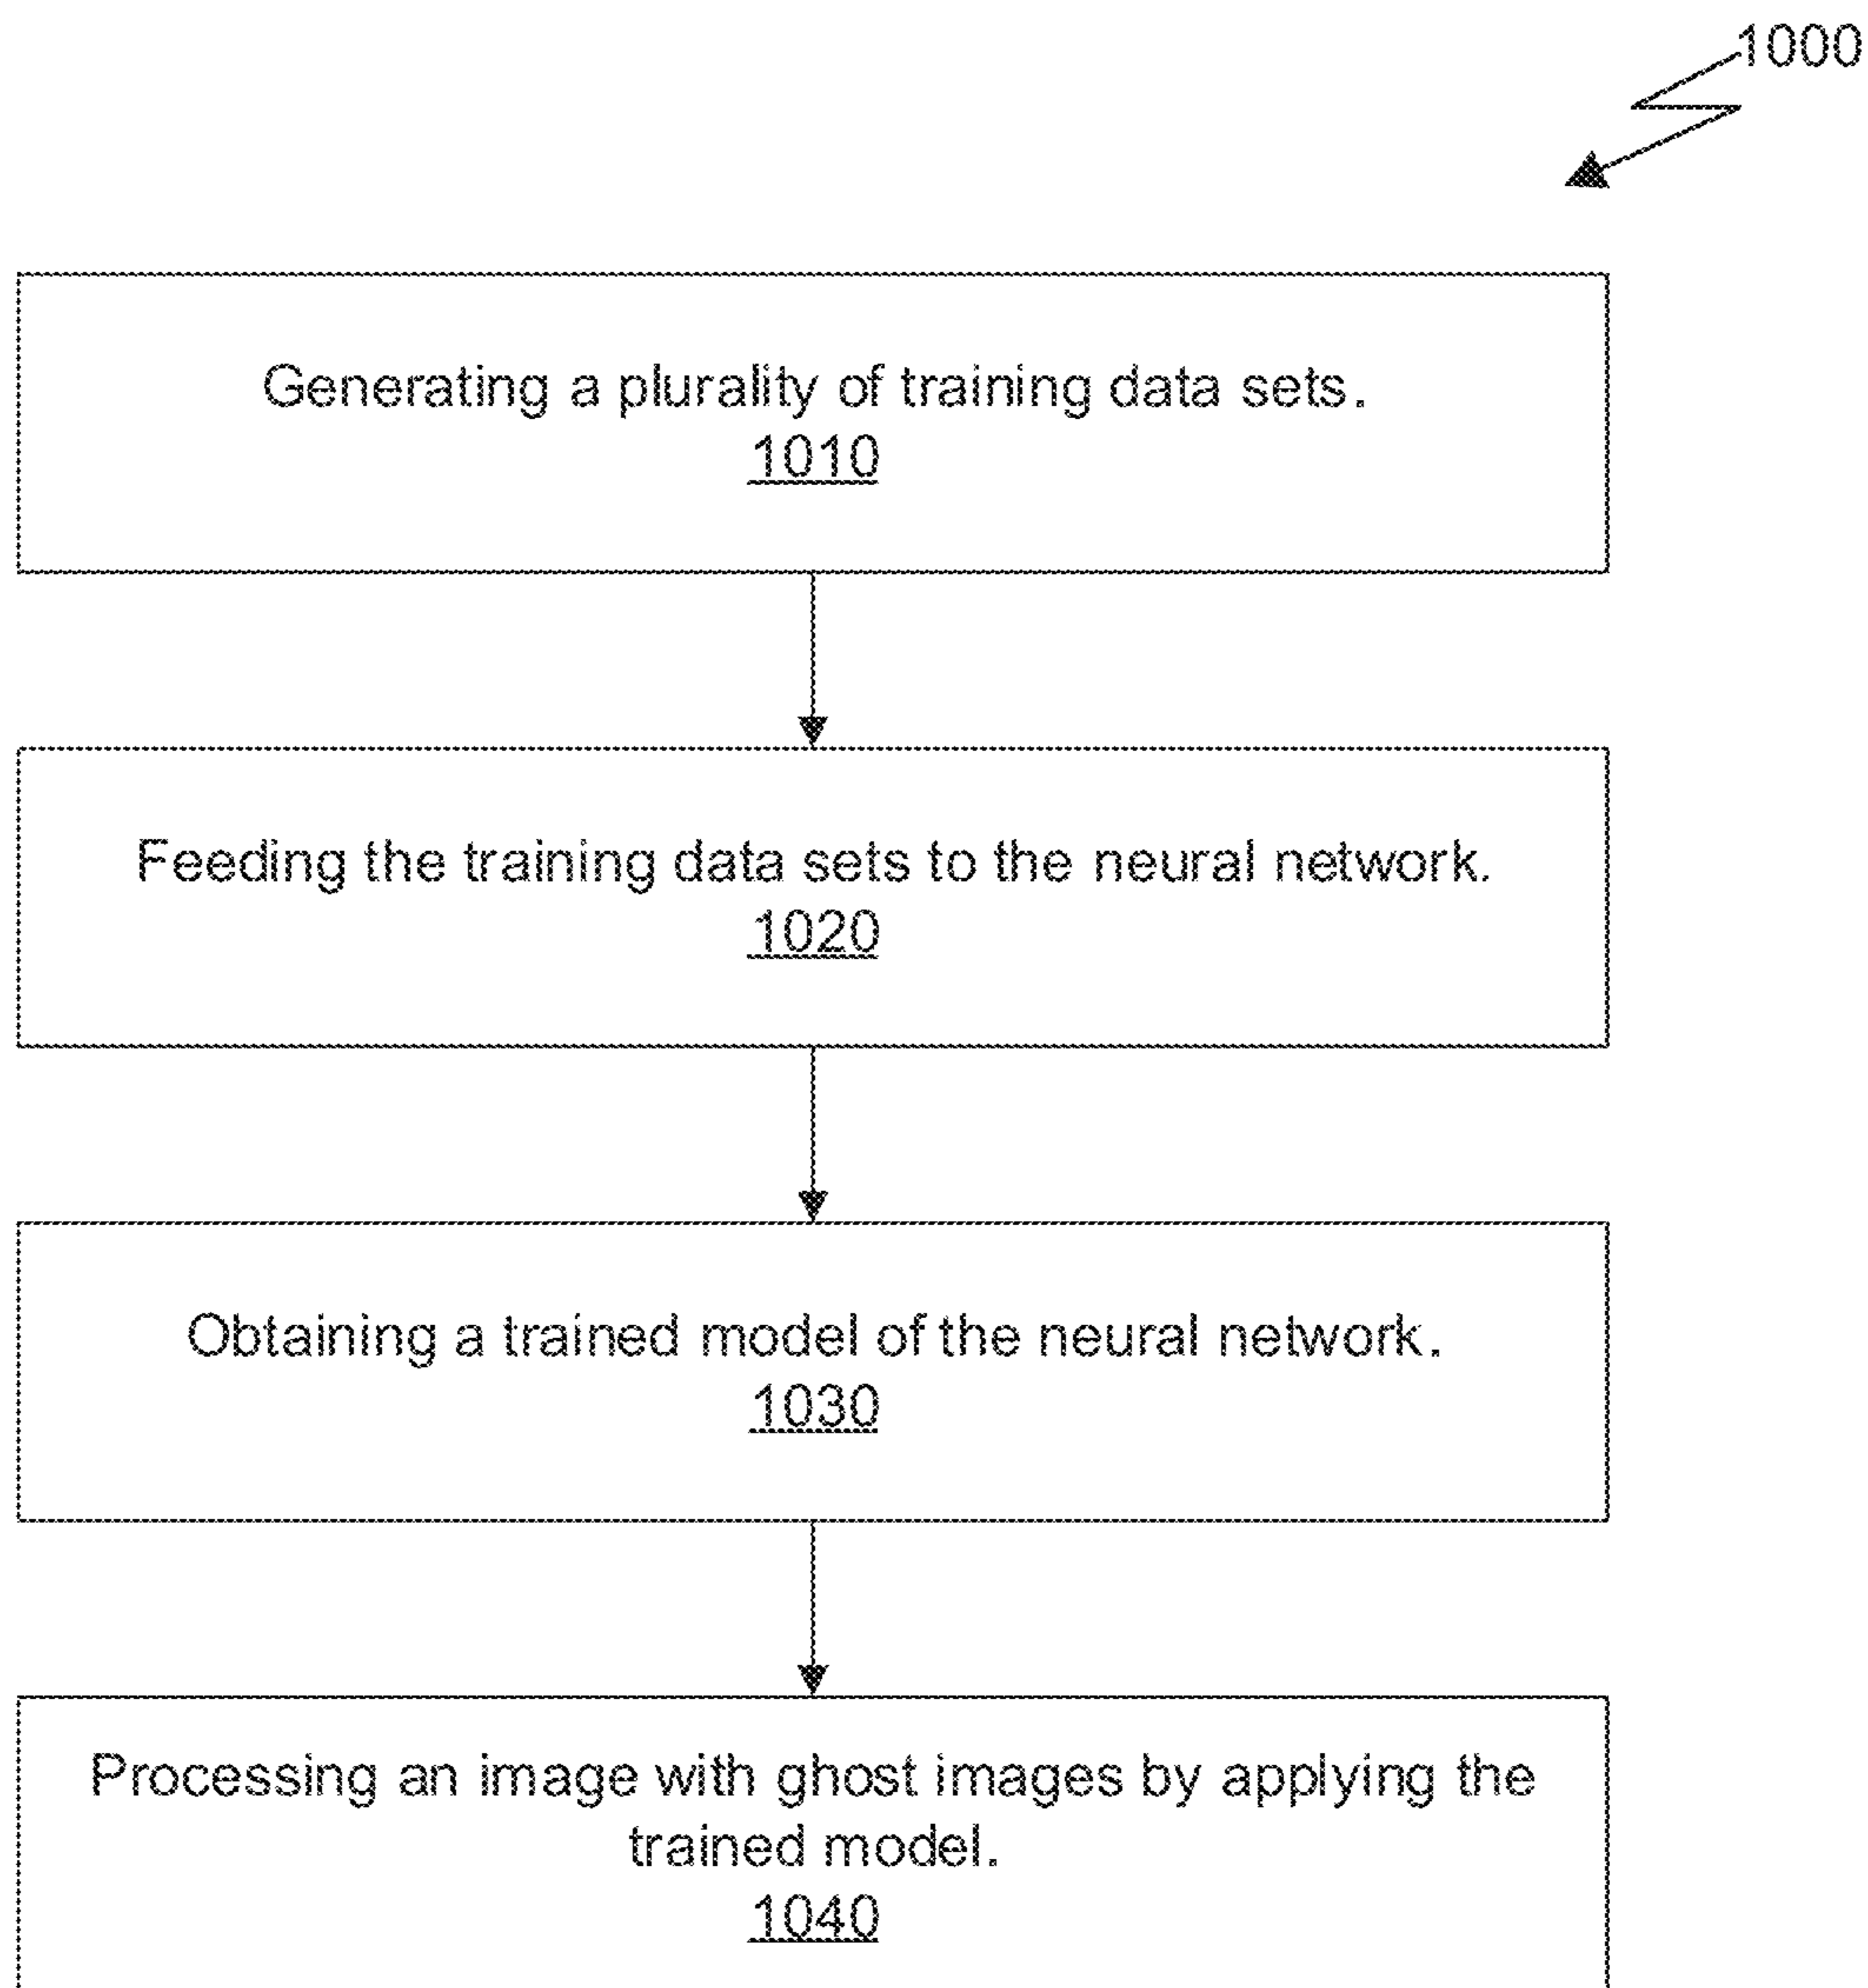 1000
Generating a plurality of training data sets.
1010
Feeding the training data sets to the neural network.
1020
Obtaining a trained model of the neural network.
1030
Processing an image with ghost images by applying the
trained model.
1040